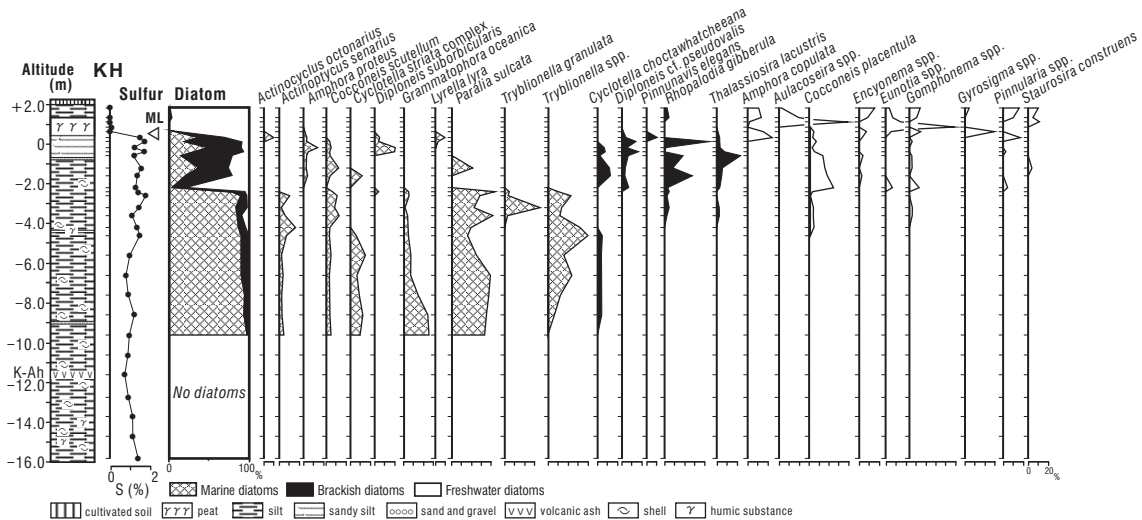 Altitude (m)
KH
Sulfur
Diatom
ML
Actinocyclus octonarius
Actinoptycus senarius
Amphora proteus
Cocconeis scutellum
Cyclotella striata complex.
Diploneis suborbicularis
Grammatophora oceanica
Lyrella lyra
Paralia sulcata
Tryblionella granulata
Tryblionella spp.
Cyclotella choctawhatcheeana
Diploneis cf. pseudovalis
Pinnunavis elegans
Rhopalodia gibberula
Thalassiosira lacustris
Amphora copulata
Aulacoseira spp.
Cocconeis placentula
Encyonema spp.
Eunotia spp.
Gomphonema spp.
Gyrosigma spp.
Pinnularia spp.
Staurosira construens
+2.0
0
−2.0
−4.0
−6.0
−8.0
−10.0
K-Ah
−12.0
−14.0
−16.0
No diatoms
0 2
S (%)
0 100 %
0 20 %
Marine diatoms Brackish diatoms Freshwater diatoms
cultivated soil peat silt sandy silt sand and gravel volcanic ash shell humic substance